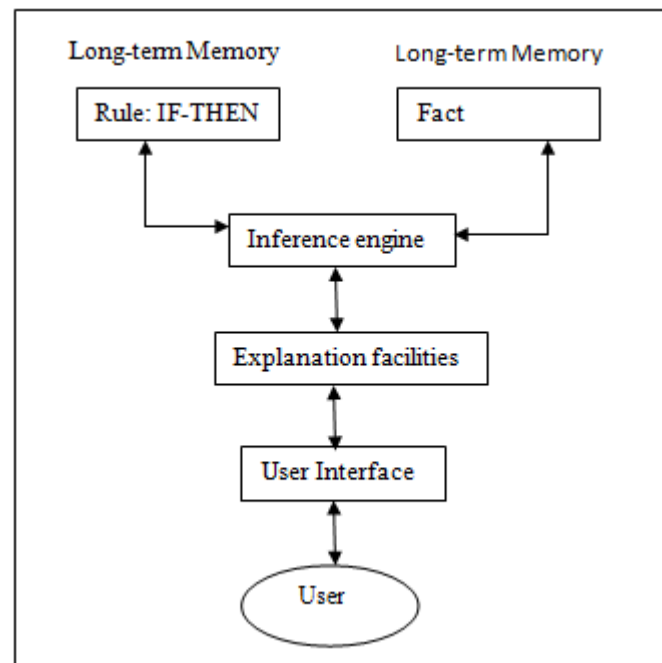 Long-term Memory
Long-term Memory
Rule: IF-THEN
Fact
Inference engine
Explanation facilities
User Interface
User